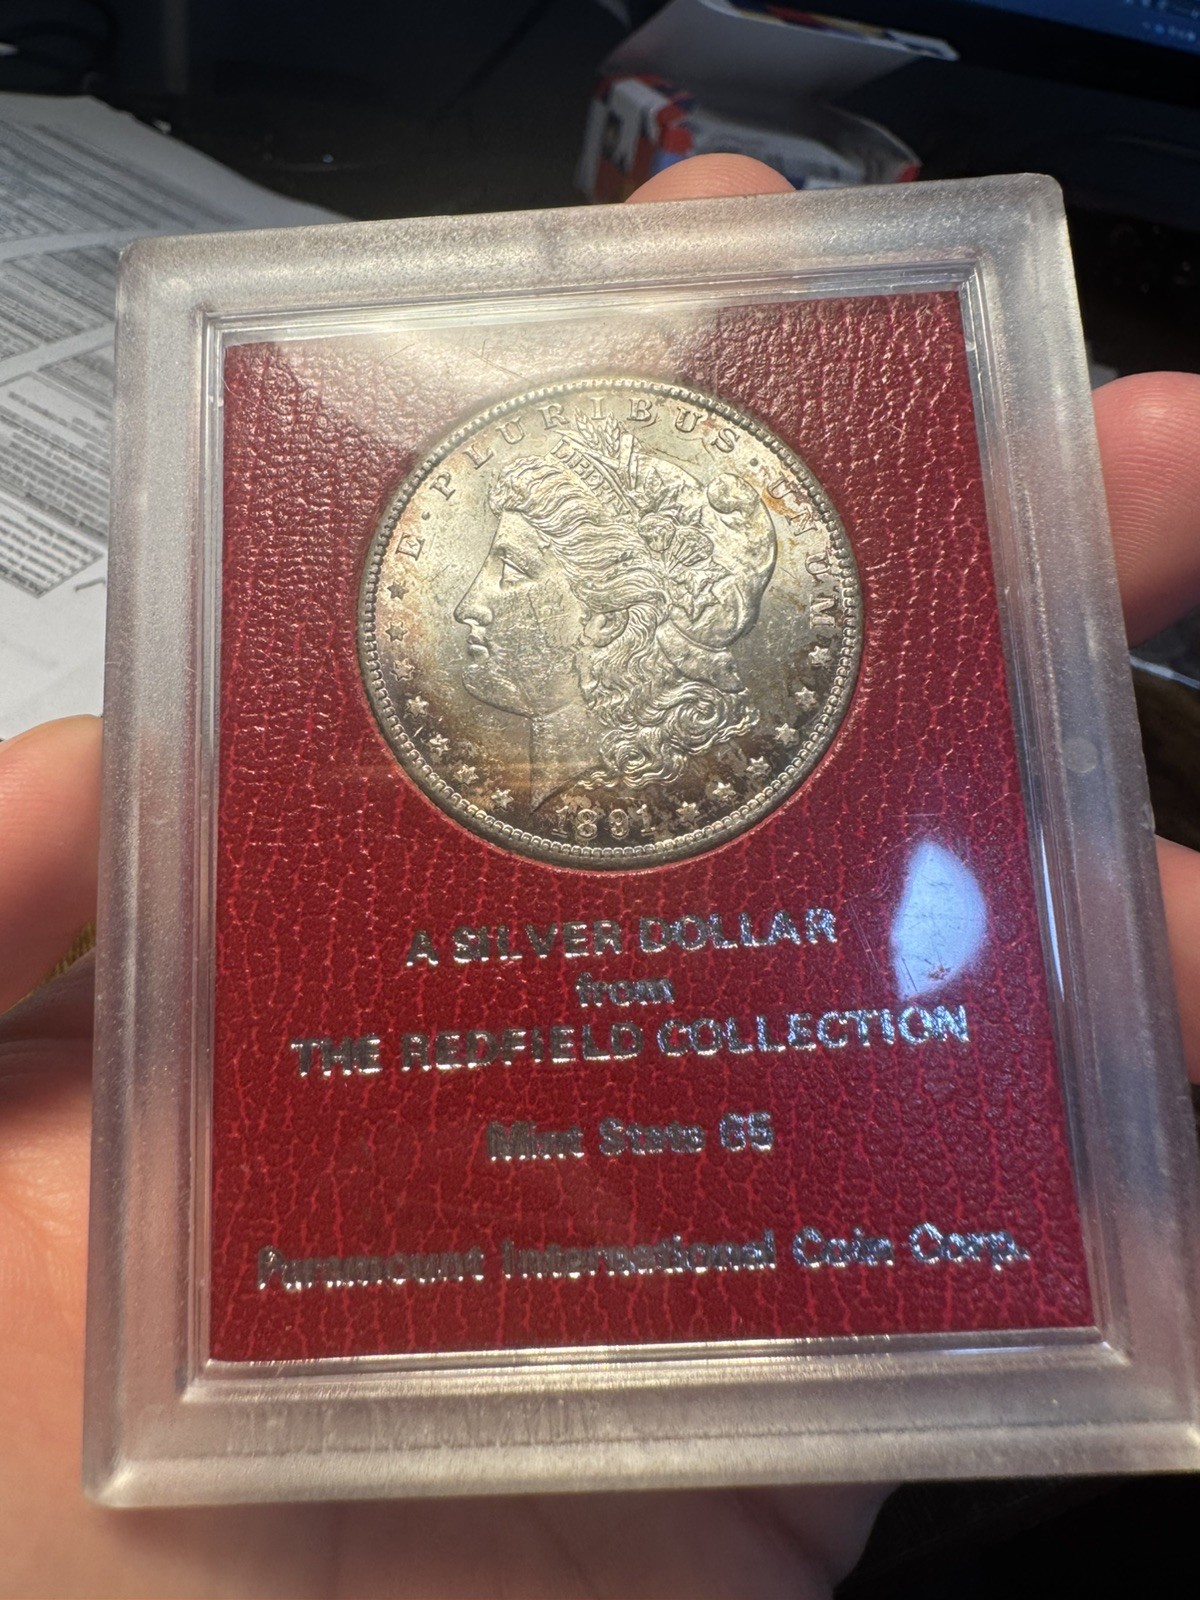 E · PLURIBUS · UNUM
LIBERTY
1891
A SILVER DOLLAR
from
THE REDFIELD COLLECTION
Mint State 65
Paramount International Coin Corp.